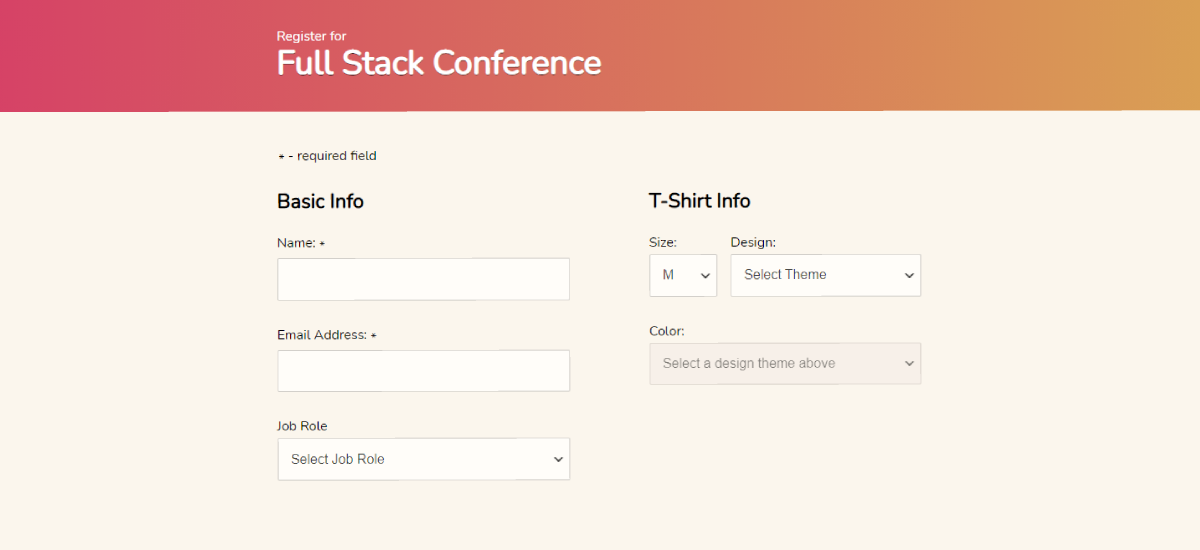 Register for
Full Stack Conference
* - required field
Basic Info
Name: *
Email Address: *
Job Role
Select Job Role
T-Shirt Info
Size:
M
Design:
Select Theme
Color:
Select a design theme above